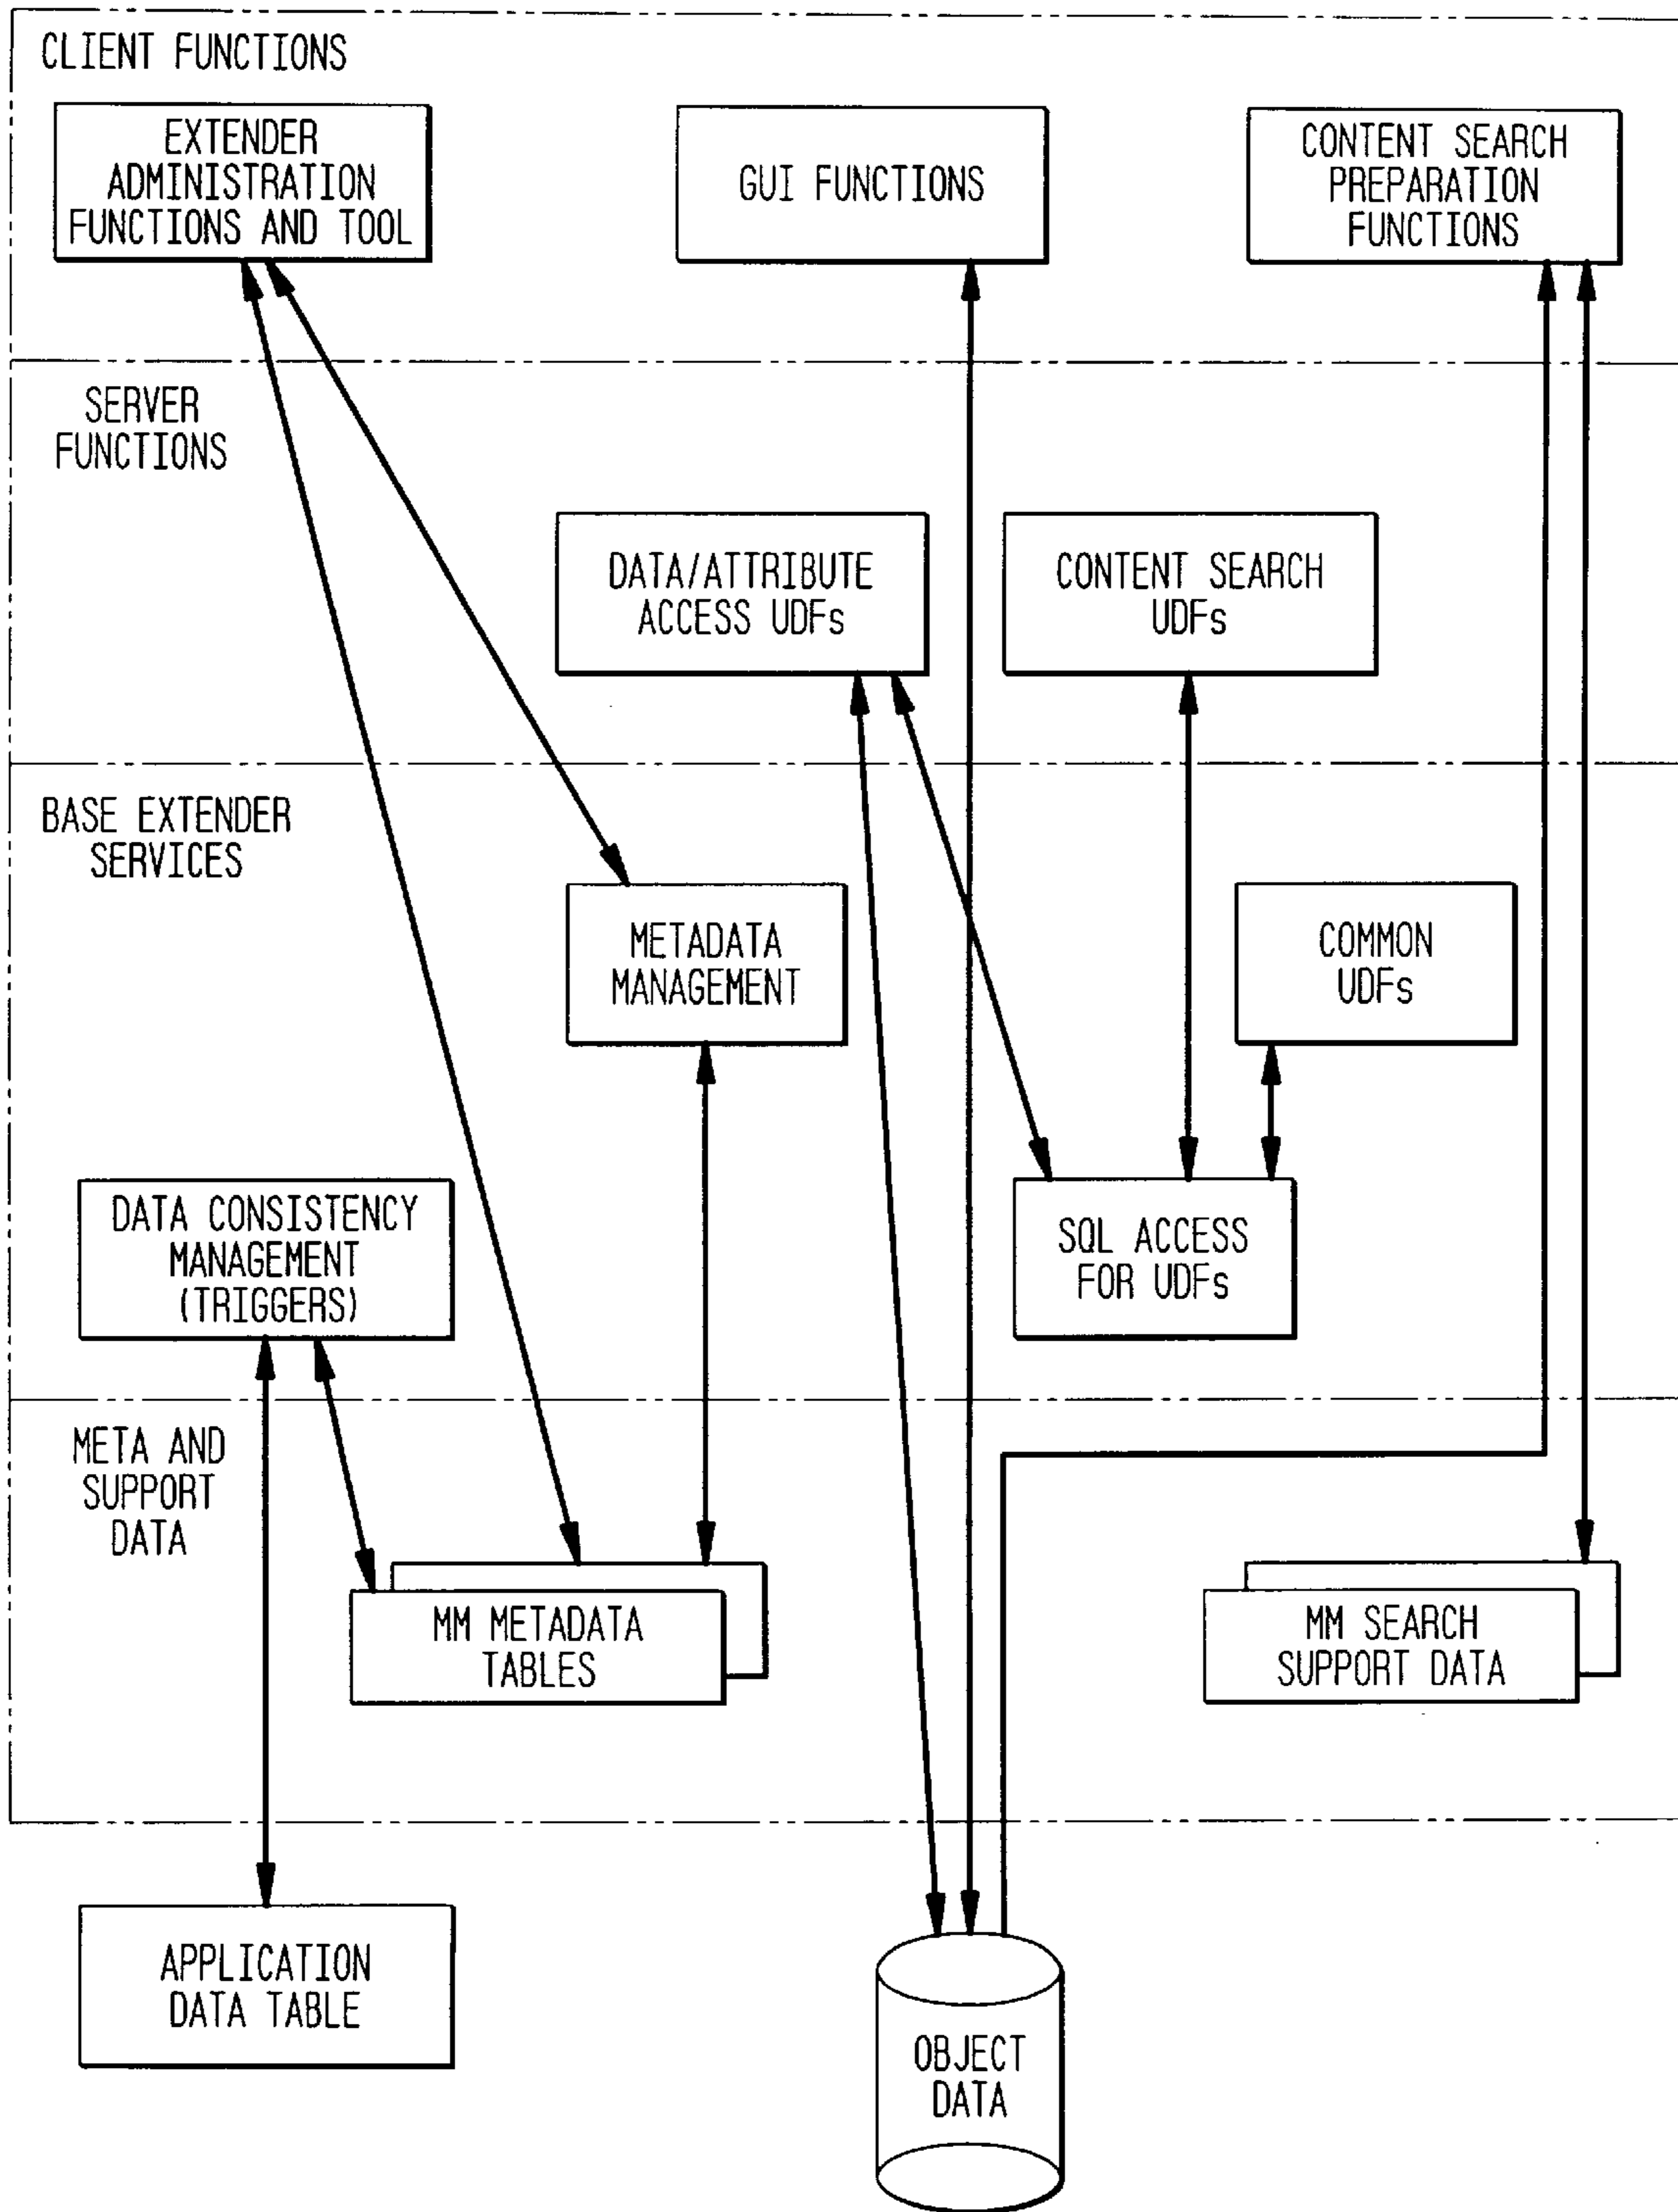 CLIENT FUNCTIONS
EXTENDER
ADMINISTRATION
FUNCTIONS AND TOOL
GUI FUNCTIONS
CONTENT SEARCH
PREPARATION
FUNCTIONS
SERVER
FUNCTIONS
DATA/ATTRIBUTE
ACCESS UDFs
CONTENT SEARCH
UDFs
BASE EXTENDER
SERVICES
METADATA
MANAGEMENT
COMMON
UDFs
DATA CONSISTENCY
MANAGEMENT
(TRIGGERS)
SQL ACCESS
FOR UDFs
META AND
SUPPORT
DATA
MM METADATA
TABLES
MM SEARCH
SUPPORT DATA
APPLICATION
DATA TABLE
OBJECT
DATA